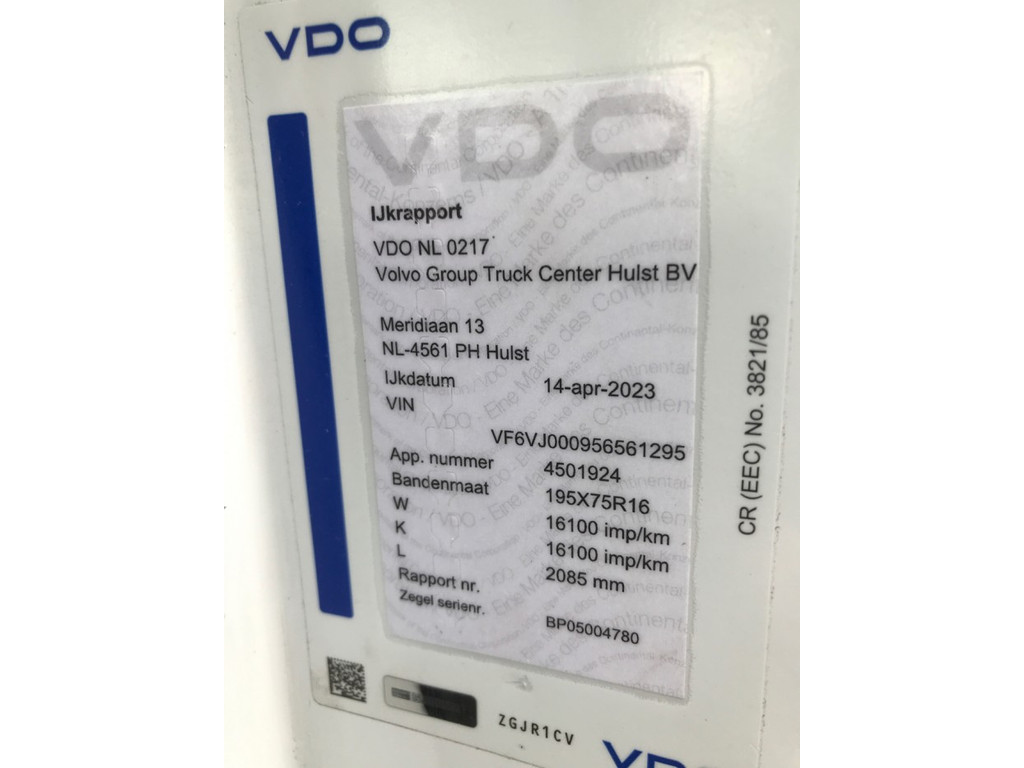 VDO
VDO
IJkrapport
VDO NL 0217
Volvo Group Truck Center Hulst BV
Meridiaan 13
NL-4561 PH Hulst
IJkdatum 14-apr-2023
VIN
VF6VJ000956561295
App. nummer 4501924
Bandenmaat 195X75R16
W 16100 imp/km
K 16100 imp/km
L 2085 mm
Rapport nr.
Zegel serienr. BP05004780
CR (EEC) No. 3821/85
ZGJR1CV
VDO